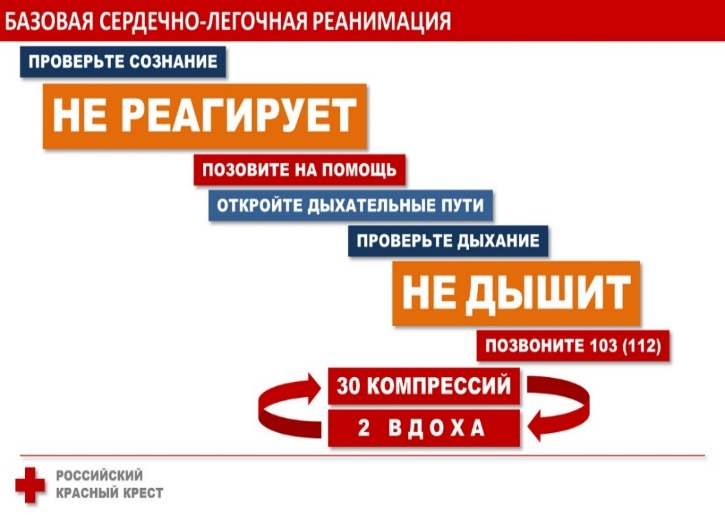 БАЗОВАЯ СЕРДЕЧНО-ЛЕГОЧНАЯ РЕАНИМАЦИЯ
ПРОВЕРЬТЕ СОЗНАНИЕ
НЕ РЕАГИРУЕТ
ПОЗОВИТЕ НА ПОМОЩЬ
ОТКРОЙТЕ ДЫХАТЕЛЬНЫЕ ПУТИ
ПРОВЕРЬТЕ ДЫХАНИЕ
НЕ ДЫШИТ
ПОЗВОНИТЕ 103 (112)
30 КОМПРЕССИЙ
2 ВДОХА
РОССИЙСКИЙ
КРАСНЫЙ КРЕСТ